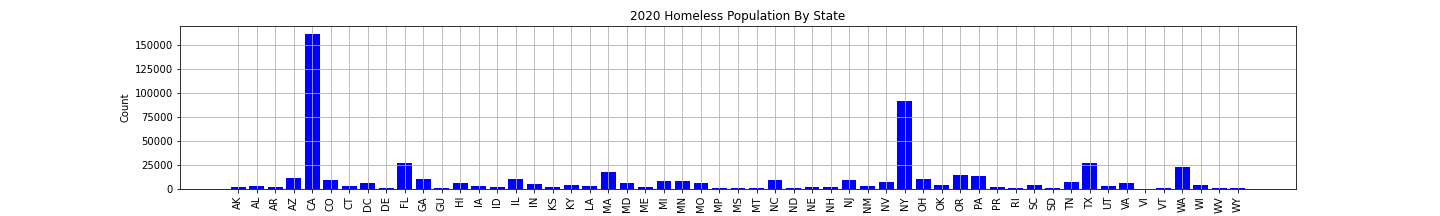 2020 Homeless Population By State
150000
125000
100000
75000
50000
25000
0
Count
AK AL AR AZ CA CO CT DC DE FL GA GU HI IA ID IL IN KS KY LA MA MD ME MI MN MO MP MS MT NC ND NE NH NJ NM NV NY OH OK OR PA PR RI SC SD TN TX UT VA VI VT WA WI WV WY